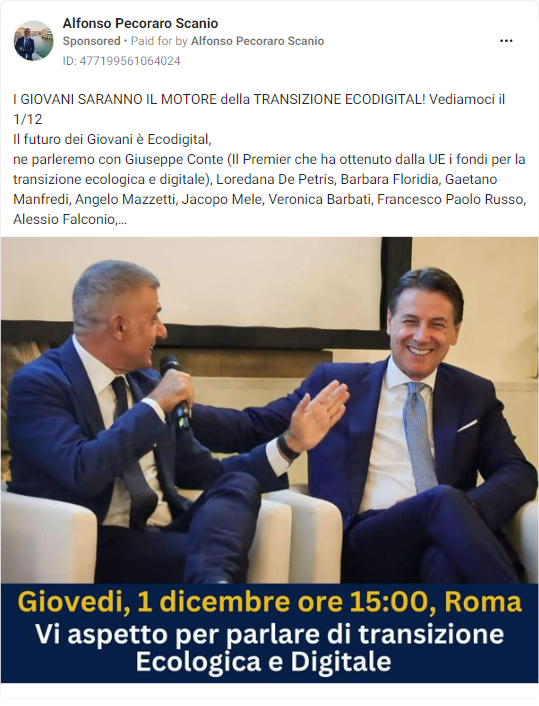 Alfonso Pecoraro Scanio
Sponsored • Paid for by Alfonso Pecoraro Scanio
ID: 477199561064024
I GIOVANI SARANNO IL MOTORE della TRANSIZIONE ECODIGITAL! Vediamoci il
1/12
Il futuro dei Giovani è Ecodigital,
ne parleremo con Giuseppe Conte (Il Premier che ha ottenuto dalla UE i fondi per la
transizione ecologica e digitale), Loredana De Petris, Barbara Floridia, Gaetano
Manfredi, Angelo Mazzetti, Jacopo Mele, Veronica Barbati, Francesco Paolo Russo,
Alessio Falconio,...
Giovedi, 1 dicembre ore 15:00, Roma
Vi aspetto per parlare di transizione
Ecologica e Digitale